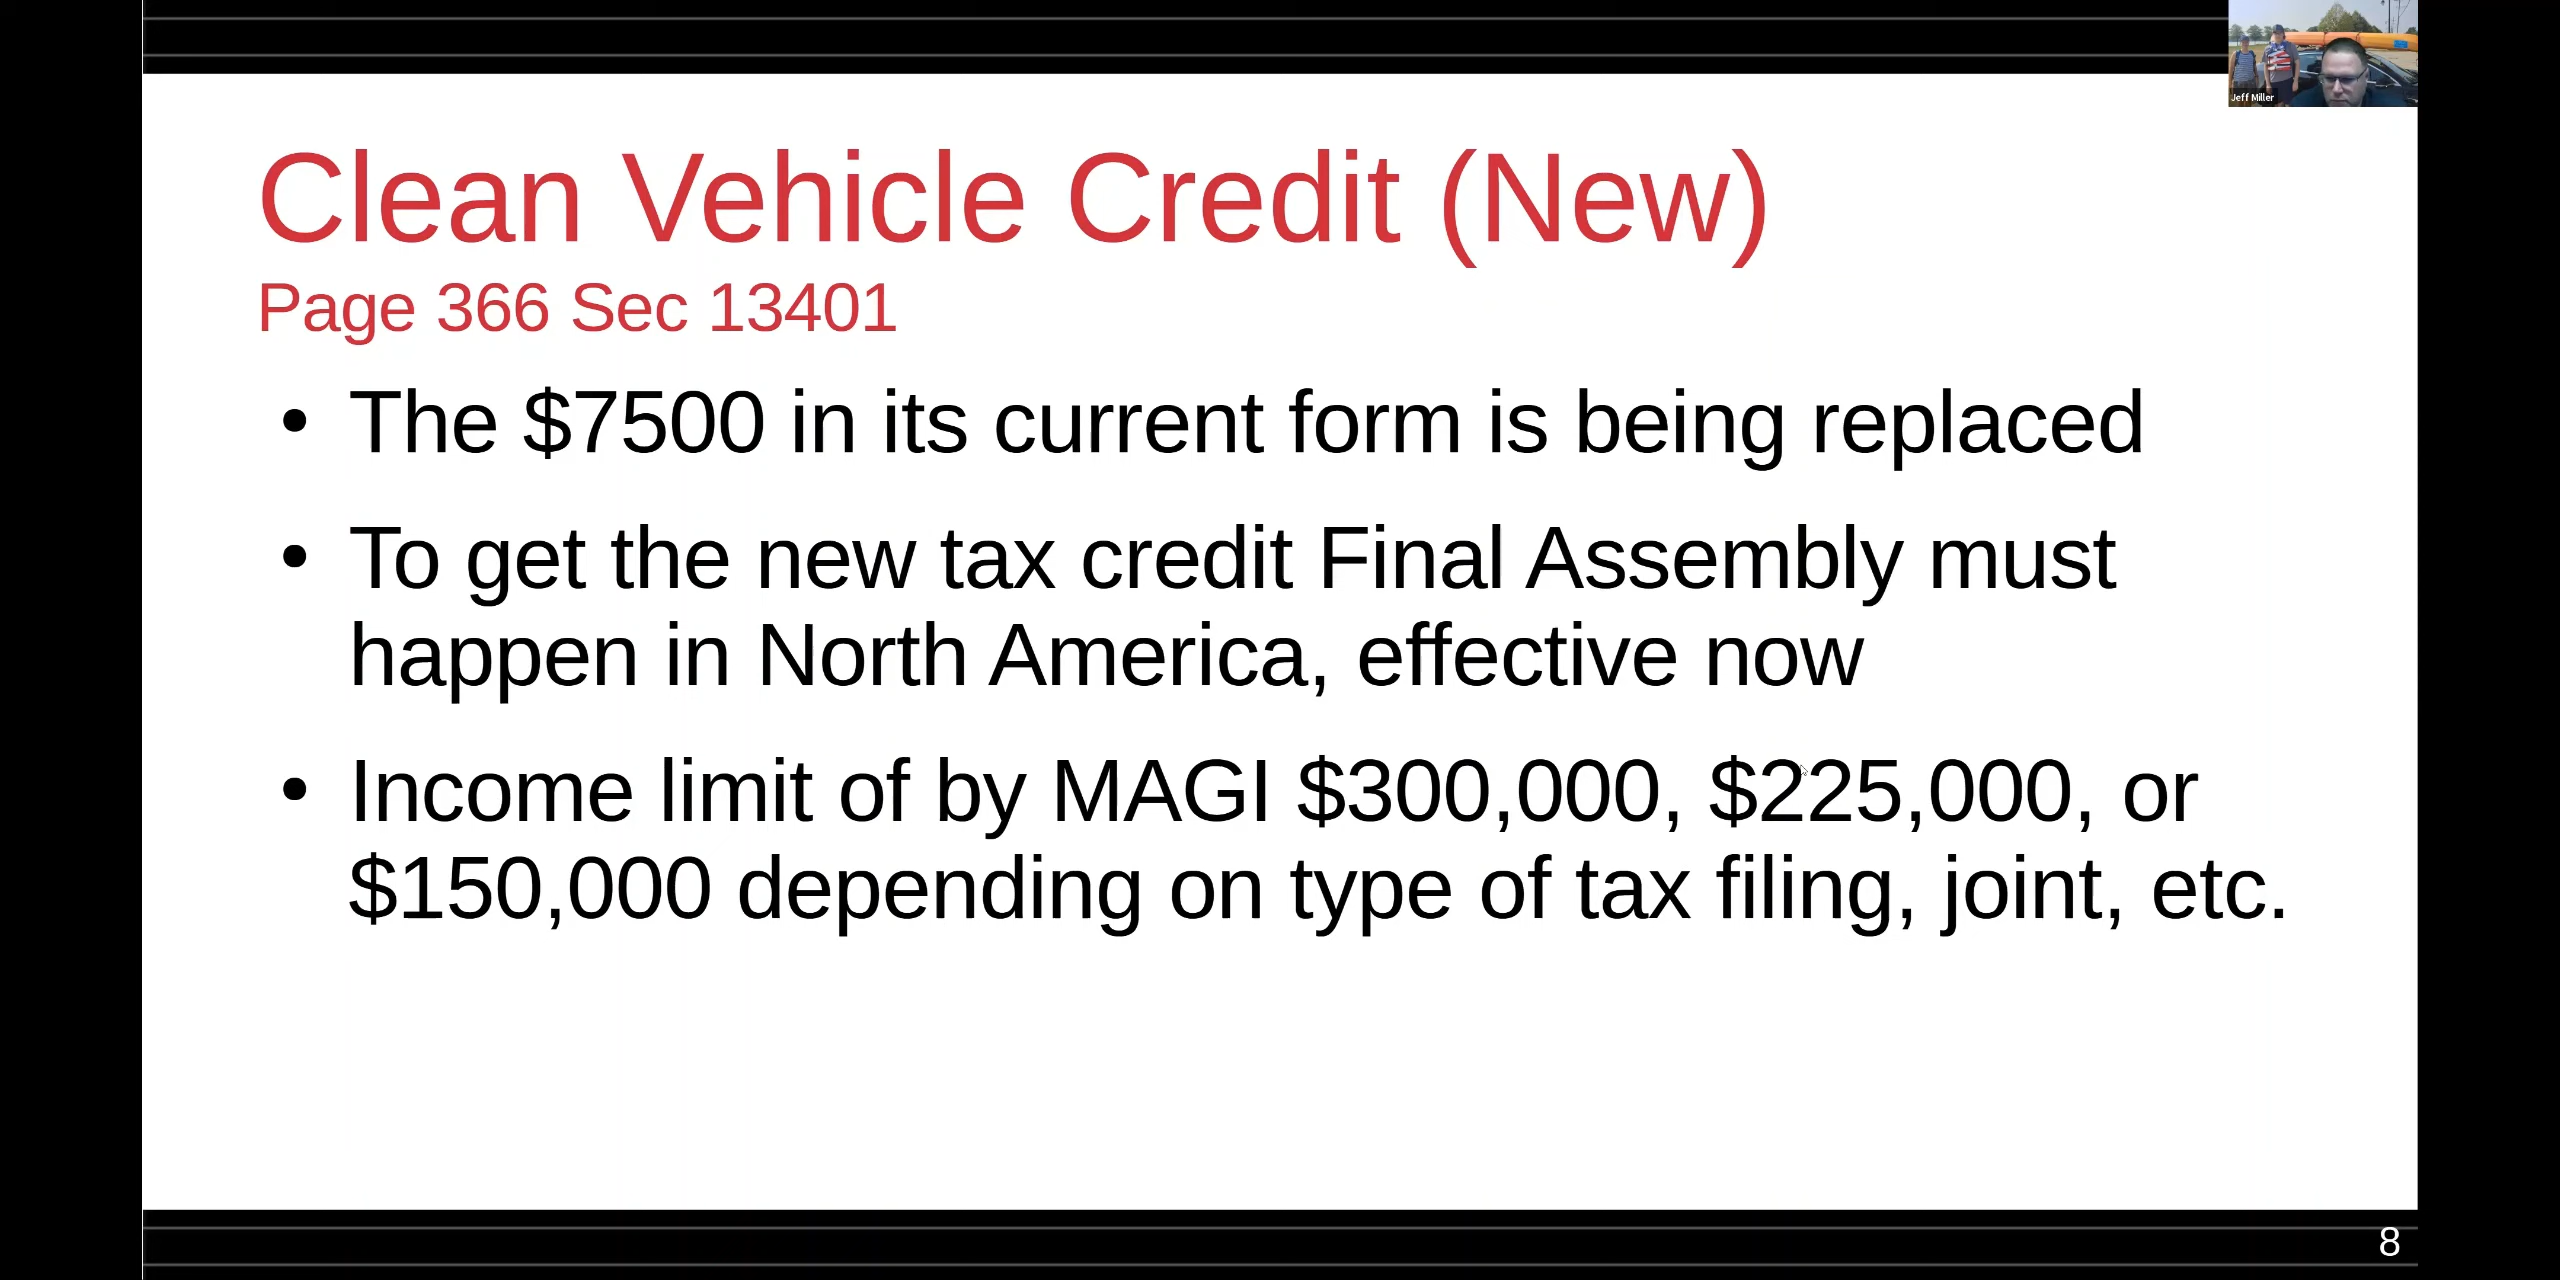 Jeff Miller
Clean Vehicle Credit (New)
Page 366 Sec 13401
• The $7500 in its current form is being replaced
• To get the new tax credit Final Assembly must
happen in North America, effective now
• Income limit of by MAGI $300,000, $225,000, or
$150,000 depending on type of tax filing, joint, etc.
8